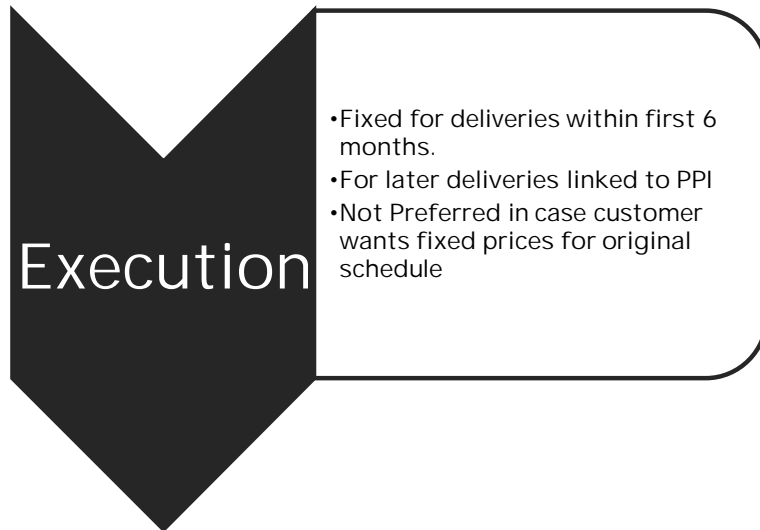 Execution
•Fixed for deliveries within first 6
months.
•For later deliveries linked to PPI
•Not Preferred in case customer
wants fixed prices for original
schedule